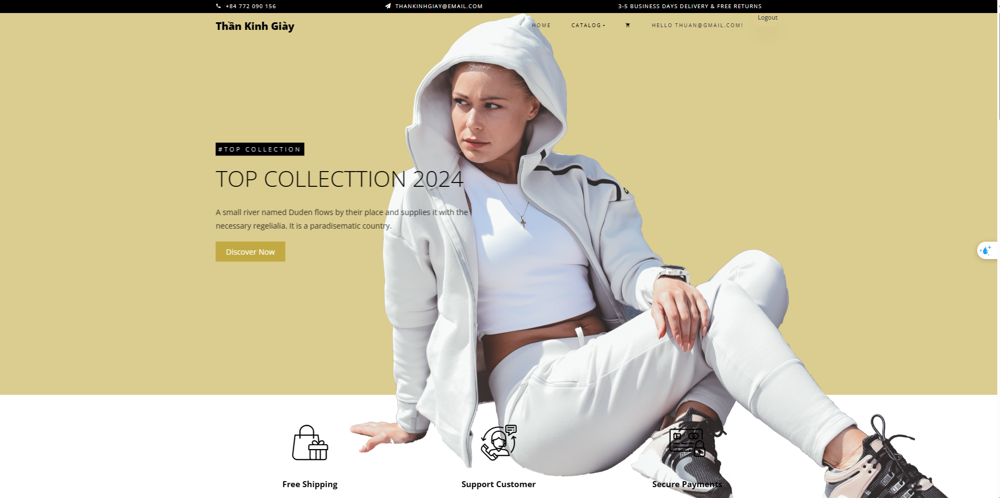 +84 772 090 156
THANKINHGIAY@EMAIL.COM
3-5 BUSINESS DAYS DELIVERY & FREE RETURNS
Thần Kinh Giày
HOME
CATALOG
HELLO THUAN@GMAIL.COM!
Logout
#TOP COLLECTION
TOP COLLECTTION 2024
A small river named Duden flows by their place and supplies it with the
necessary regelialia. It is a paradisematic country.
Discover Now
Free Shipping
Support Customer
Secure Payments